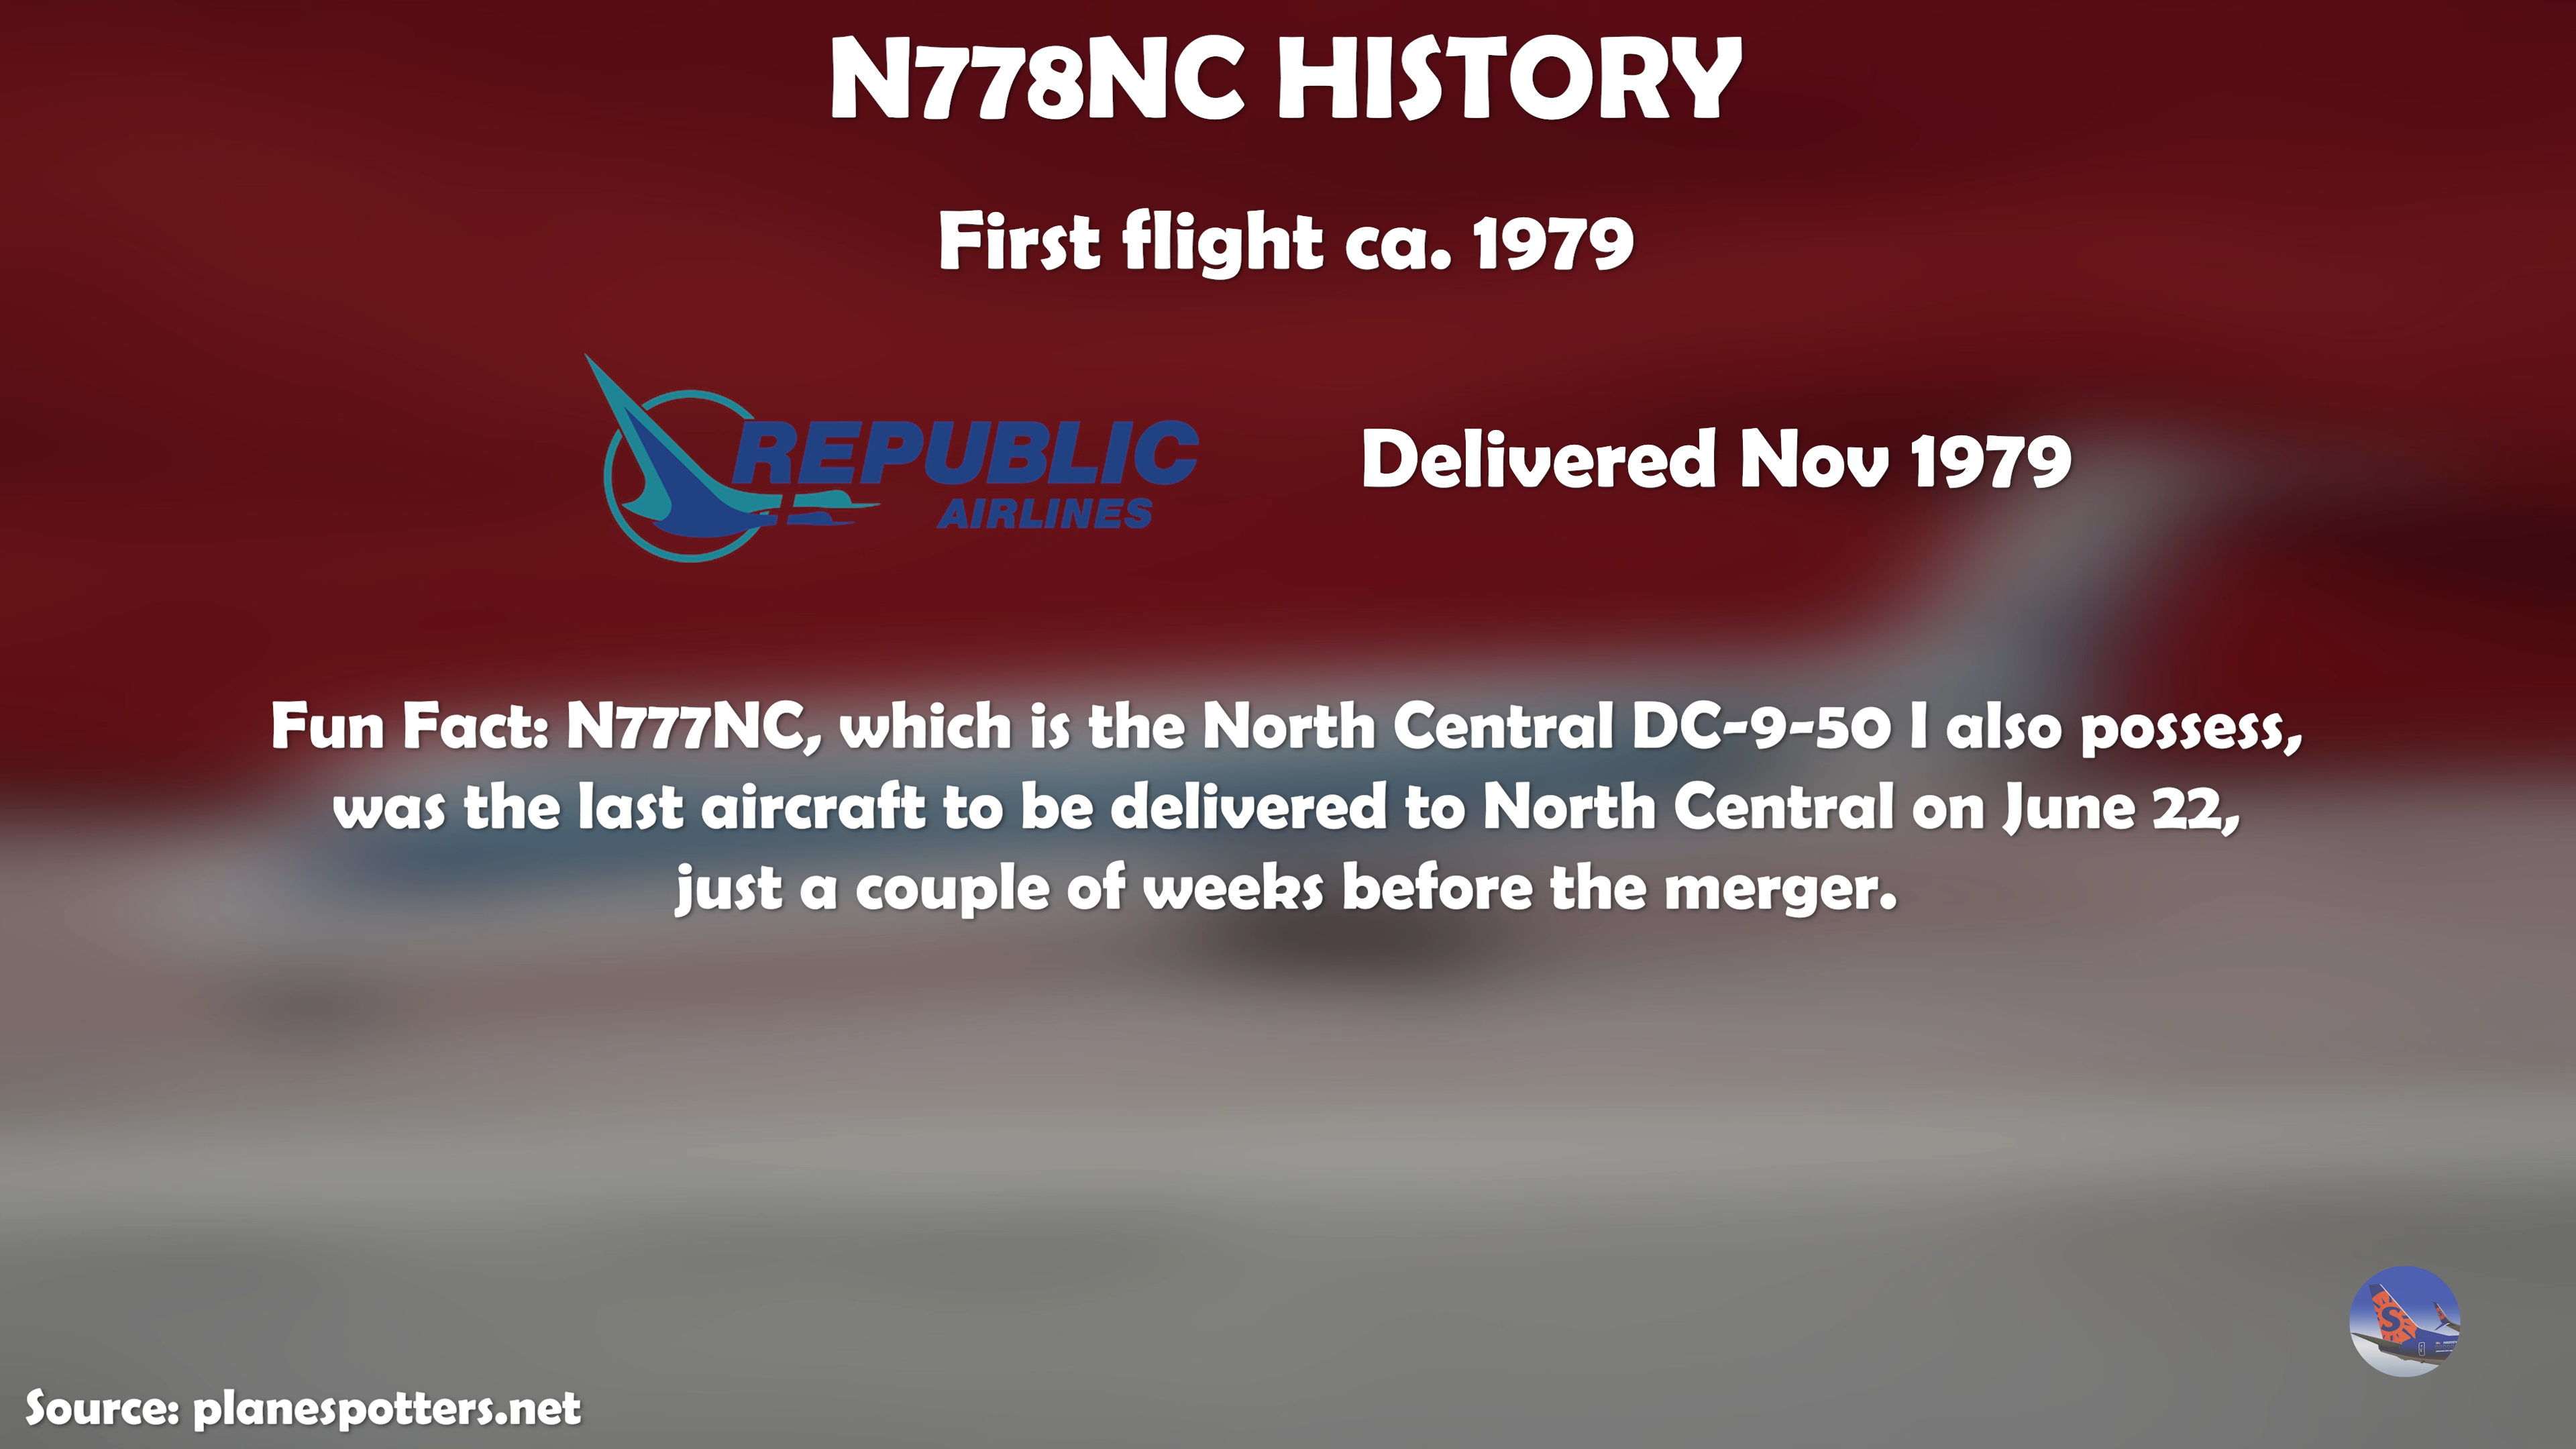 N778NC HISTORY
First flight ca. 1979
REPUBLIC
AIRLINES
Delivered Nov 1979
Fun Fact: N777NC, which is the North Central DC-9-50 I also possess,
was the last aircraft to be delivered to North Central on June 22,
just a couple of weeks before the merger.
S
Source: planespotters.net